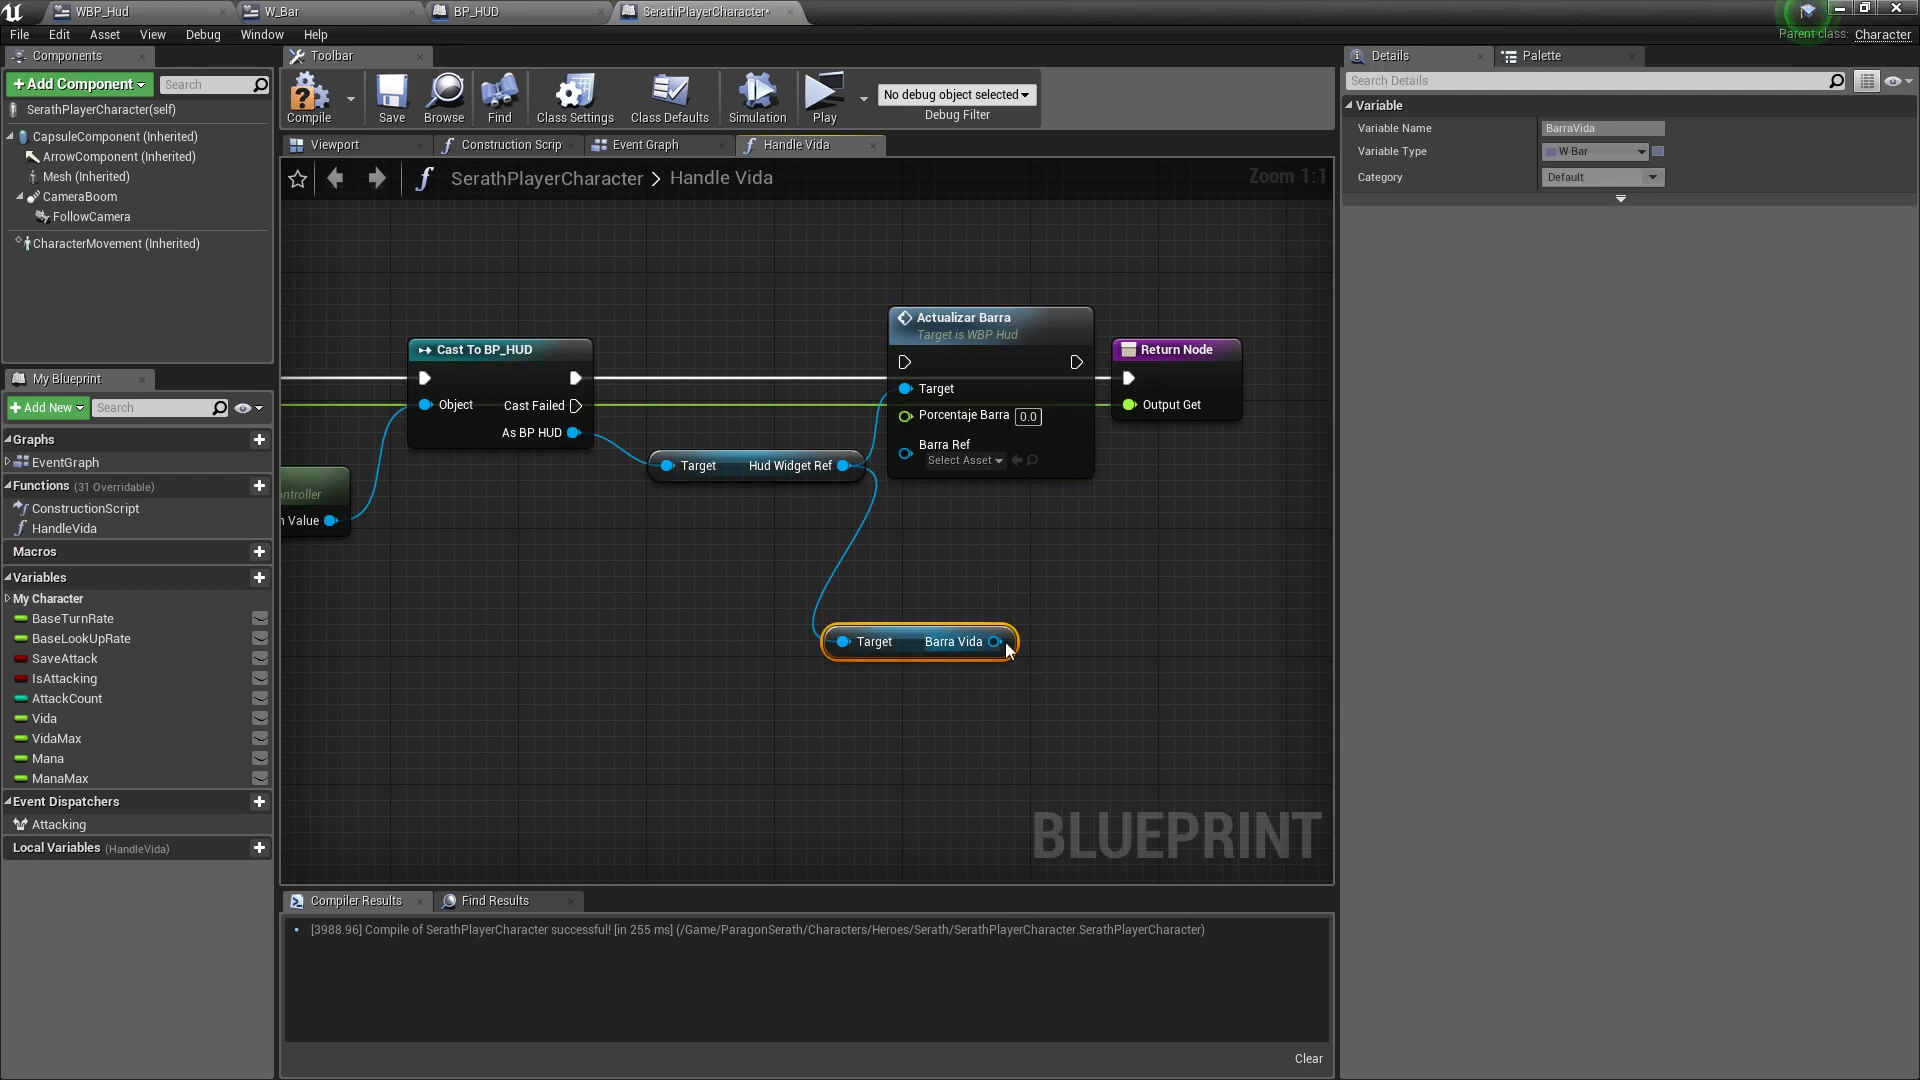 WBP_Hud
W_Bar
BP_HUD
SerathPlayerCharacter*
File Edit Asset View Debug Window Help
Parent class: Character
Components
+Add Component
Search
SerathPlayerCharacter(self)
CapsuleComponent (Inherited)
ArrowComponent (Inherited)
Mesh (Inherited)
CameraBoom
FollowCamera
CharacterMovement (Inherited)
My Blueprint
+Add New
Search
Graphs
EventGraph
Functions (31 Overridable)
ConstructionScript
HandleVida
Macros
Variables
My Character
BaseTurnRate
BaseLookUpRate
SaveAttack
IsAttacking
AttackCount
Vida
VidaMax
Mana
ManaMax
Event Dispatchers
Attacking
Local Variables (HandleVida)
Toolbar
Compile
Save
Browse
Find
Class Settings
Class Defaults
Simulation
Play
No debug object selected
Debug Filter
Viewport
Construction Scrip
Event Graph
Handle Vida
SerathPlayerCharacter > Handle Vida
Zoom 1:1
ntroller
n Value
Cast To BP_HUD
Object
Cast Failed
As BP HUD
Target
Hud Widget Ref
Actualizar Barra
Target is WBP Hud
Target
Porcentaje Barra 0.0
Barra Ref
Select Asset
Return Node
Output Get
Target
Barra Vida
BLUEPRINT
Compiler Results
Find Results
[3988.96] Compile of SerathPlayerCharacter successful! [in 255 ms] (/Game/ParagonSerath/Characters/Heroes/Serath/SerathPlayerCharacter.SerathPlayerCharacter)
Clear
Details
Palette
Search Details
Variable
Variable Name
BarraVida
Variable Type
W Bar
Category
Default